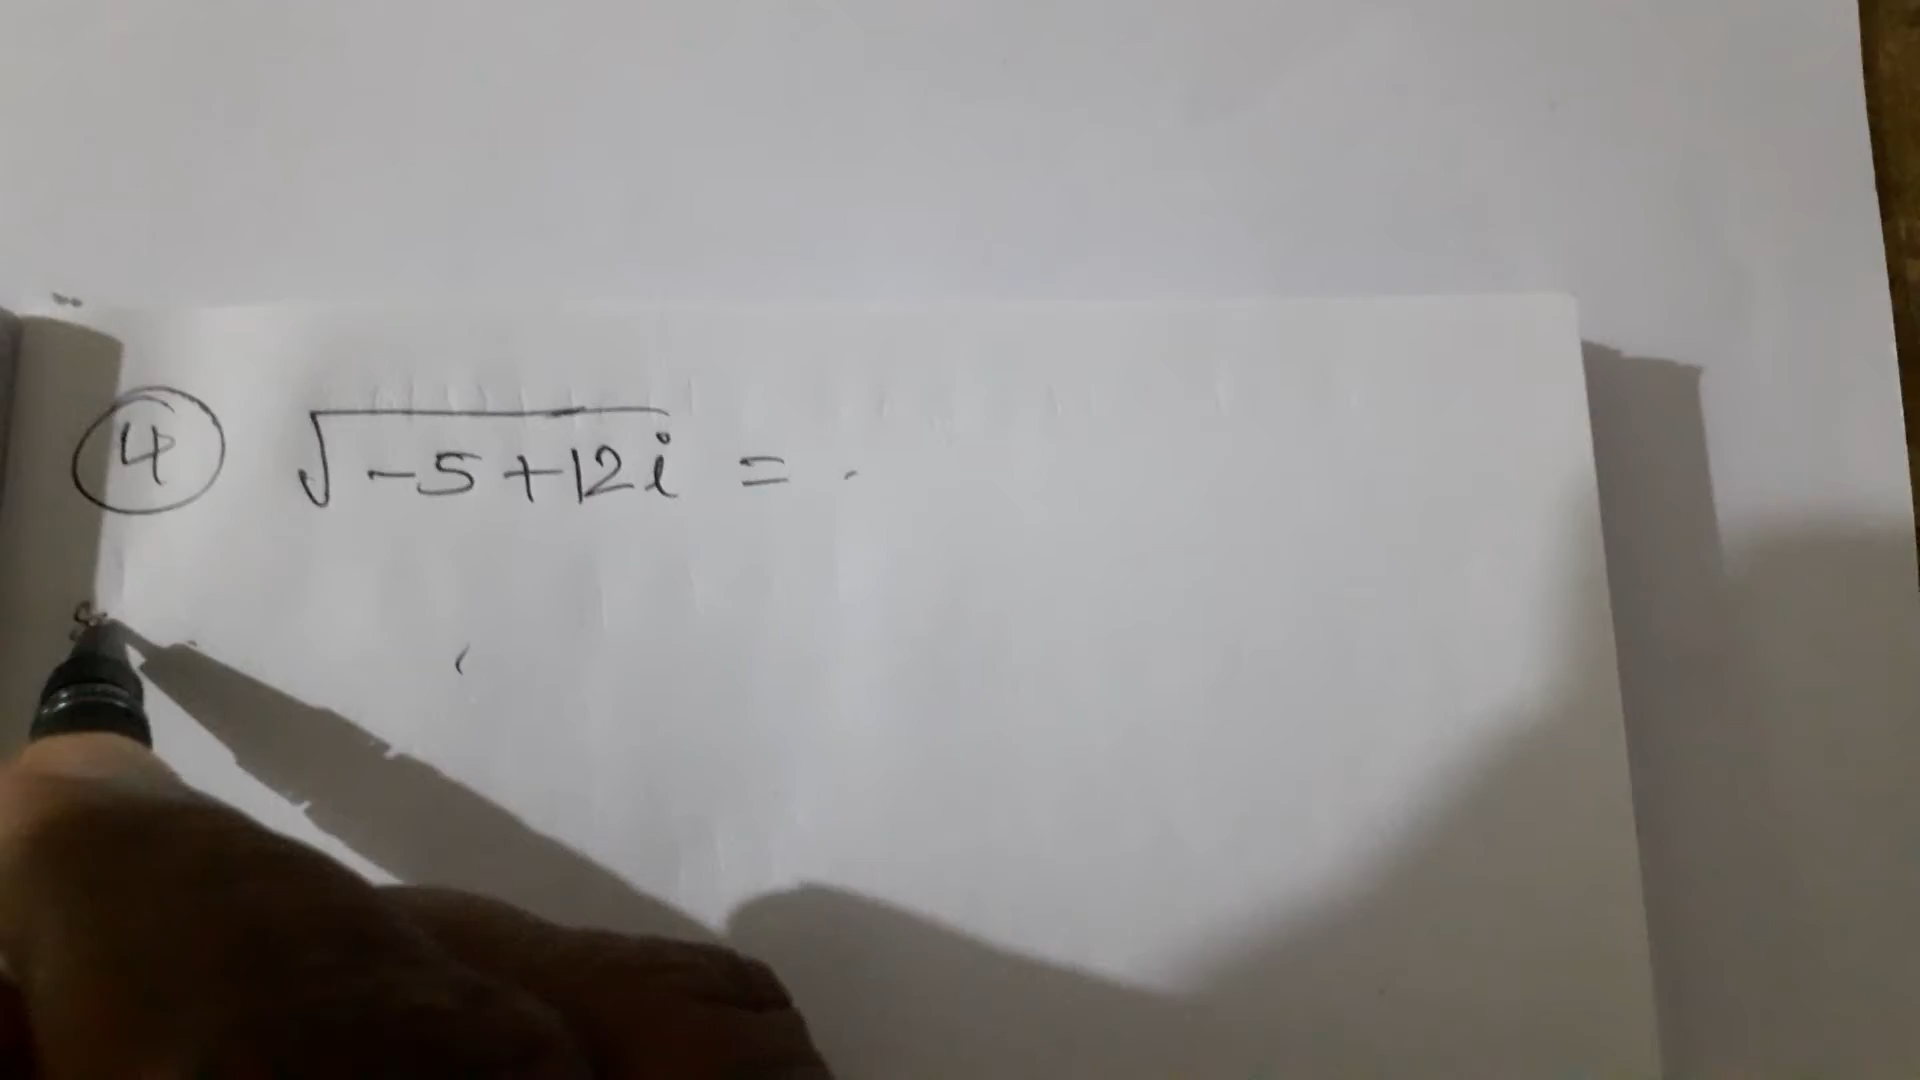 ④ √-5+12i =